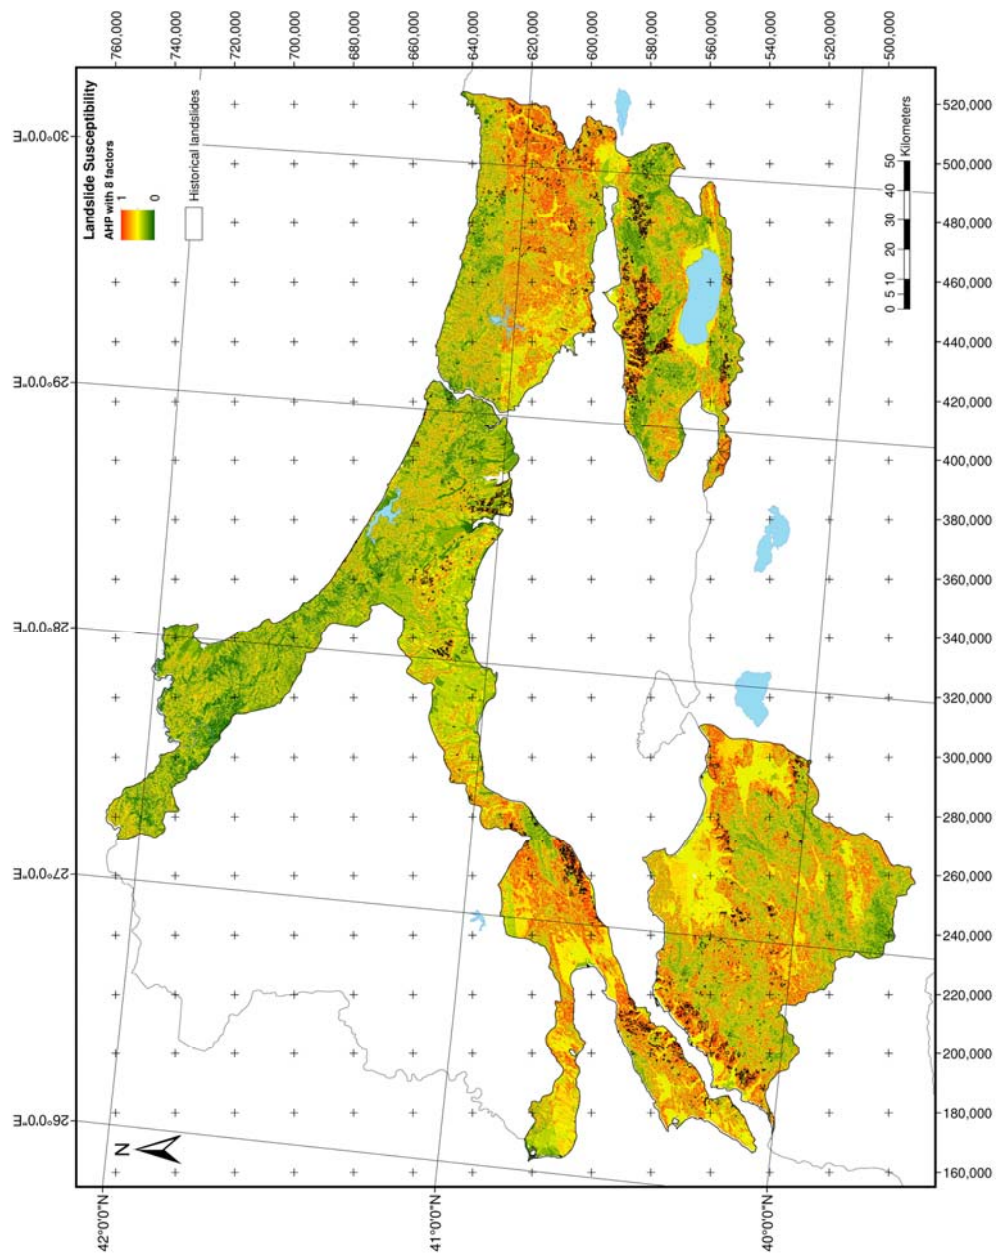 760,000
740,000
720,000
700,000
680,000
660,000
640,000
620,000
600,000
580,000
560,000
540,000
520,000
500,000
Landslide Susceptibility
AHP with 8 factors
1
0
Historical landslides
30°0'0"E
29°0'0"E
28°0'0"E
27°0'0"E
26°0'0"E
N
0 5 10 20 30 40 50
Kilometers
520,000
500,000
480,000
460,000
440,000
420,000
400,000
380,000
360,000
340,000
320,000
300,000
280,000
260,000
240,000
220,000
200,000
180,000
160,000
42°0'0"N
41°0'0"N
40°0'0"N